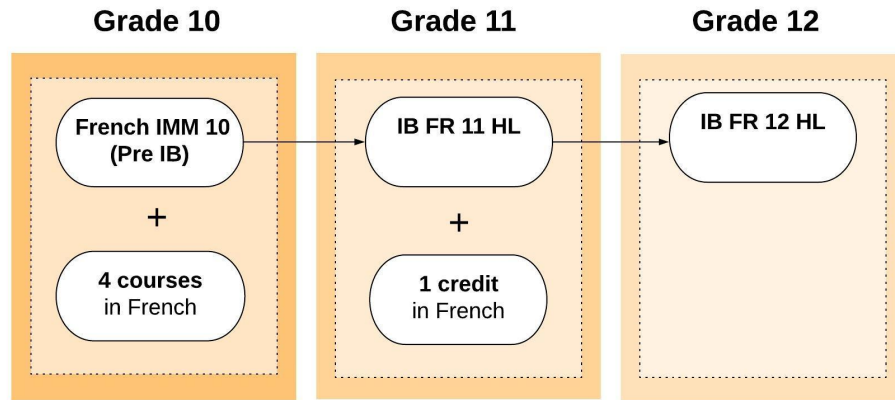 Grade 10
Grade 11
Grade 12
French IMM 10
(Pre IB)
+
4 courses
in French
IB FR 11 HL
+
1 credit
in French
IB FR 12 HL